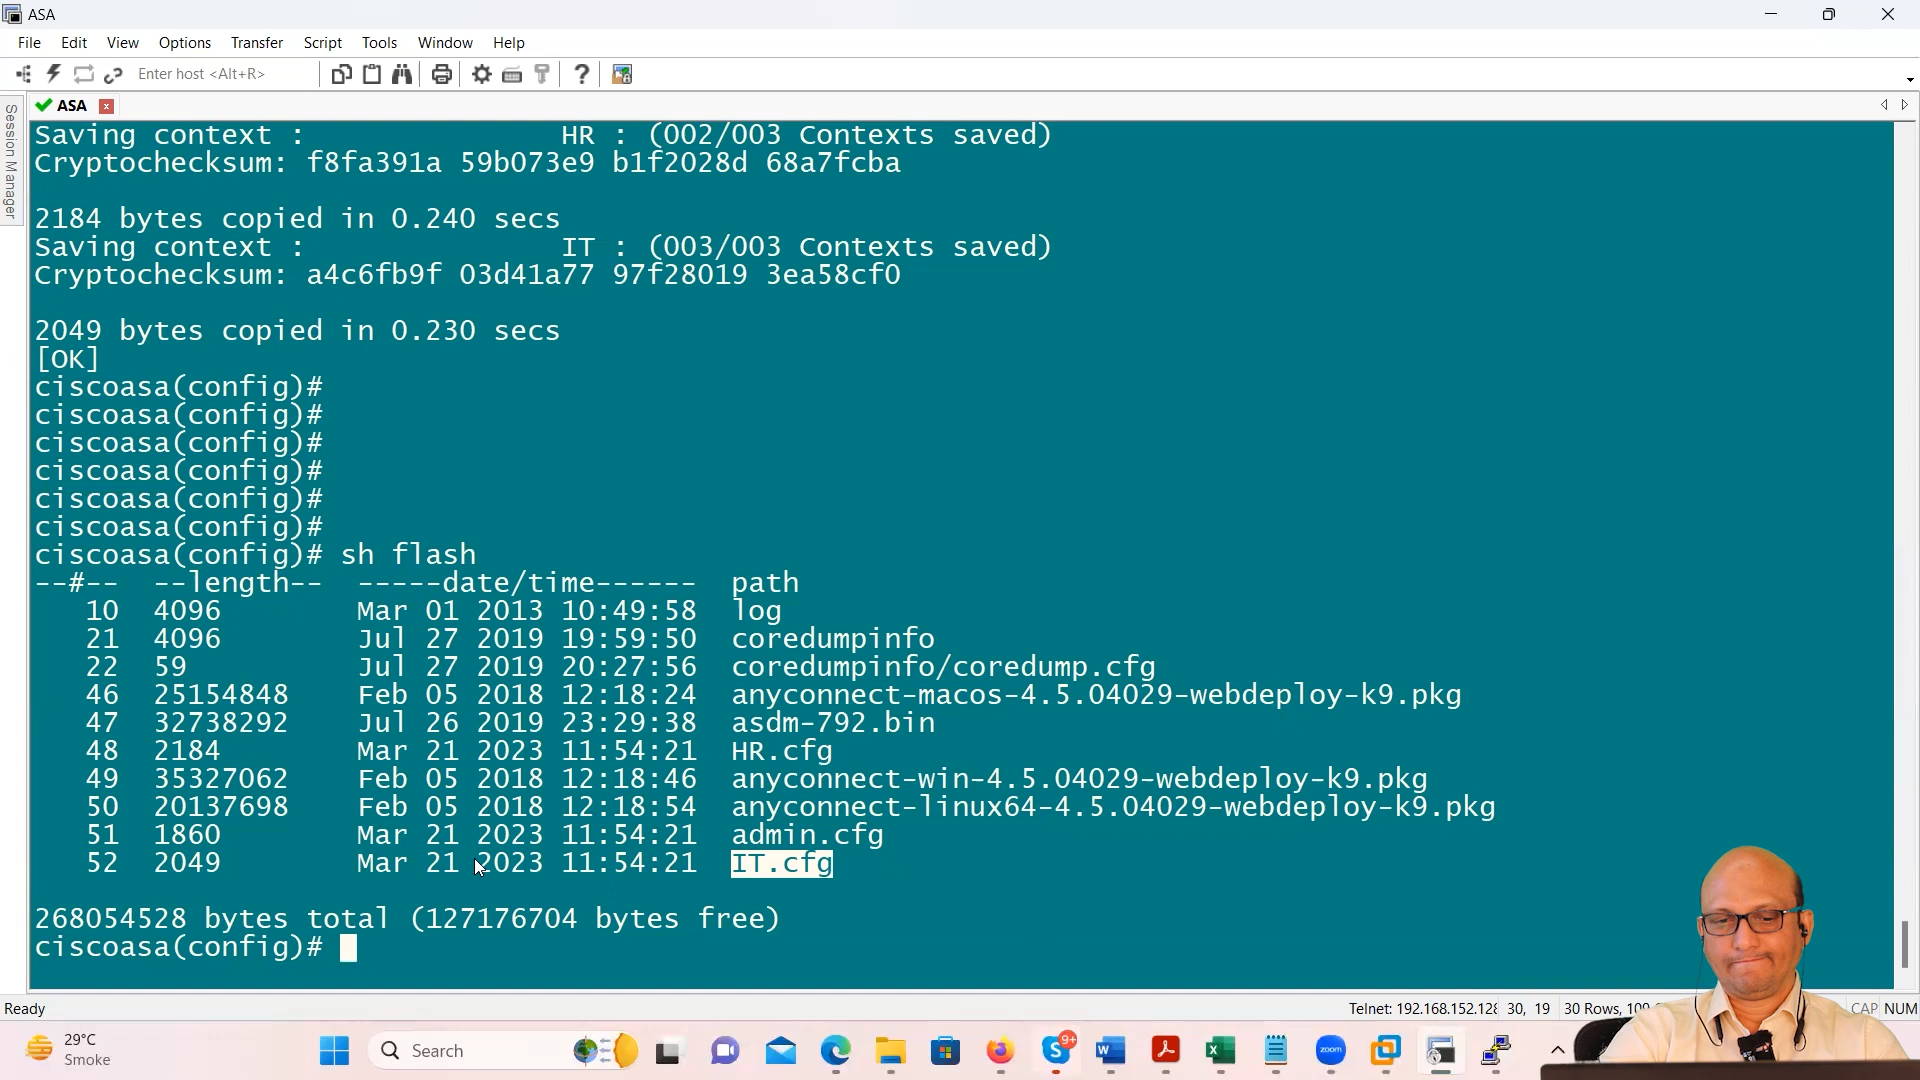 ASA
File Edit View Options Transfer Script Tools Window Help
Enter host <Alt+R>
ASA
Session Manager
Saving context :               HR : (002/003 Contexts saved)
Cryptochecksum: f8fa391a 59b073e9 b1f2028d 68a7fcba
2184 bytes copied in 0.240 secs
Saving context :               IT : (003/003 Contexts saved)
Cryptochecksum: a4c6fb9f 03d41a77 97f28019 3ea58cf0
2049 bytes copied in 0.230 secs
[OK]
ciscoasa(config)#
ciscoasa(config)#
ciscoasa(config)#
ciscoasa(config)#
ciscoasa(config)#
ciscoasa(config)#
ciscoasa(config)# sh flash
--#--  --length--  -----date/time------  path
10  4096        Mar 01 2013 10:49:58  log
21  4096        Jul 27 2019 19:59:50  coredumpinfo
22  59          Jul 27 2019 20:27:56  coredumpinfo/coredump.cfg
46  25154848    Feb 05 2018 12:18:24  anyconnect-macos-4.5.04029-webdeploy-k9.pkg
47  32738292    Jul 26 2019 23:29:38  asdm-792.bin
48  2184        Mar 21 2023 11:54:21  HR.cfg
49  35327062    Feb 05 2018 12:18:46  anyconnect-win-4.5.04029-webdeploy-k9.pkg
50  20137698    Feb 05 2018 12:18:54  anyconnect-linux64-4.5.04029-webdeploy-k9.pkg
51  1860        Mar 21 2023 11:54:21  admin.cfg
52  2049        Mar 21 2023 11:54:21  IT.cfg
268054528 bytes total (127176704 bytes free)
ciscoasa(config)#
Ready Telnet: 192.168.152.128 30, 19 30 Rows, 109 CAP NUM
29°C
Smoke
Search
9+
zoom